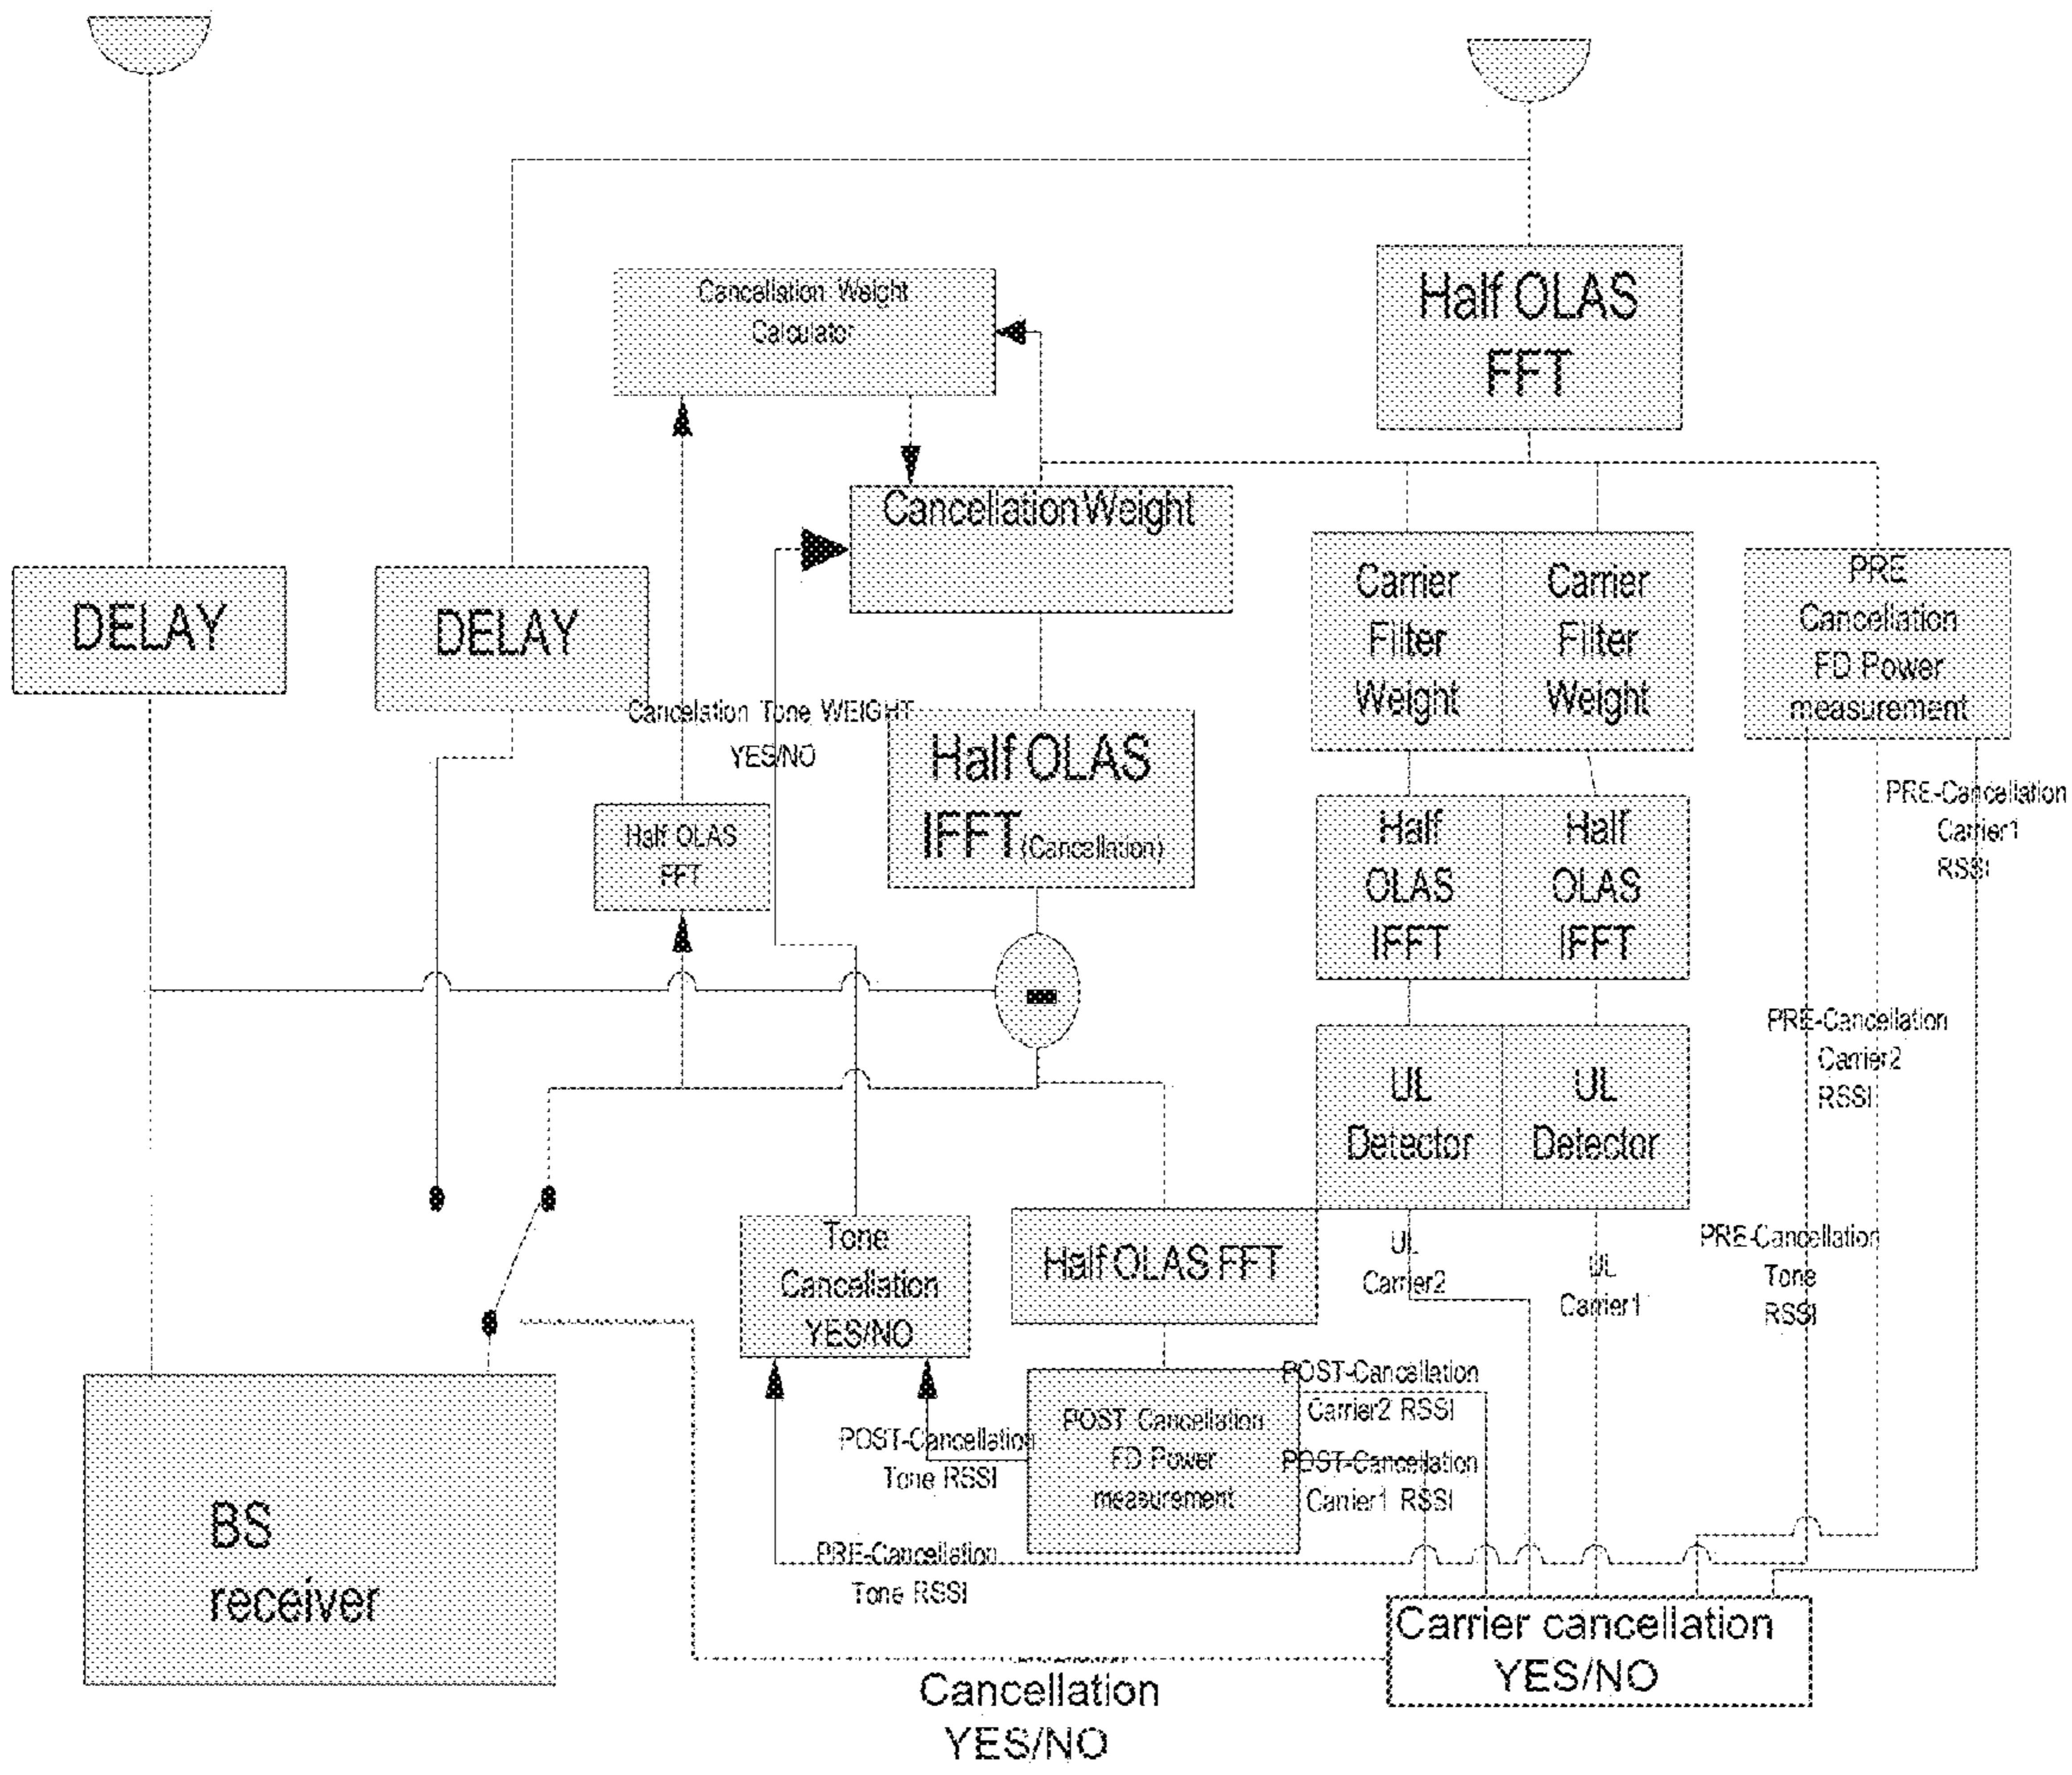 Cancellation Weight
Calculator
Half OLAS
FFT
Cancellation Weight
DELAY
DELAY
Carrier
Filter
Weight
Carrier
Filter
Weight
PRE
Cancellation
FD Power
measurement
Cancelation Tone WEIGHT
YES/NO
Half OLAS
IFFT (Cancellation)
Half OLAS
FFT
Half
OLAS
IFFT
Half
OLAS
IFFT
PRE-Cancellation
Carrier1
RSSI
PRE-Cancellation
Carrier2
RSSI
UL
Detector
UL
Detector
PRE-Cancellation
Tone
RSSI
Tone
Cancellation
YES/NO
Half OLAS FFT
UL
Carrier2
UL
Carrier1
POST-Cancellation
Carrier2 RSSI
POST-Cancellation
Tone RSSI
POST Cancellation
FD Power
measurement
POST-Cancellation
Carrier1 RSSI
BS
receiver
PRE-Cancellation
Tone RSSI
Carrier cancellation
YES/NO
Cancellation
YES/NO